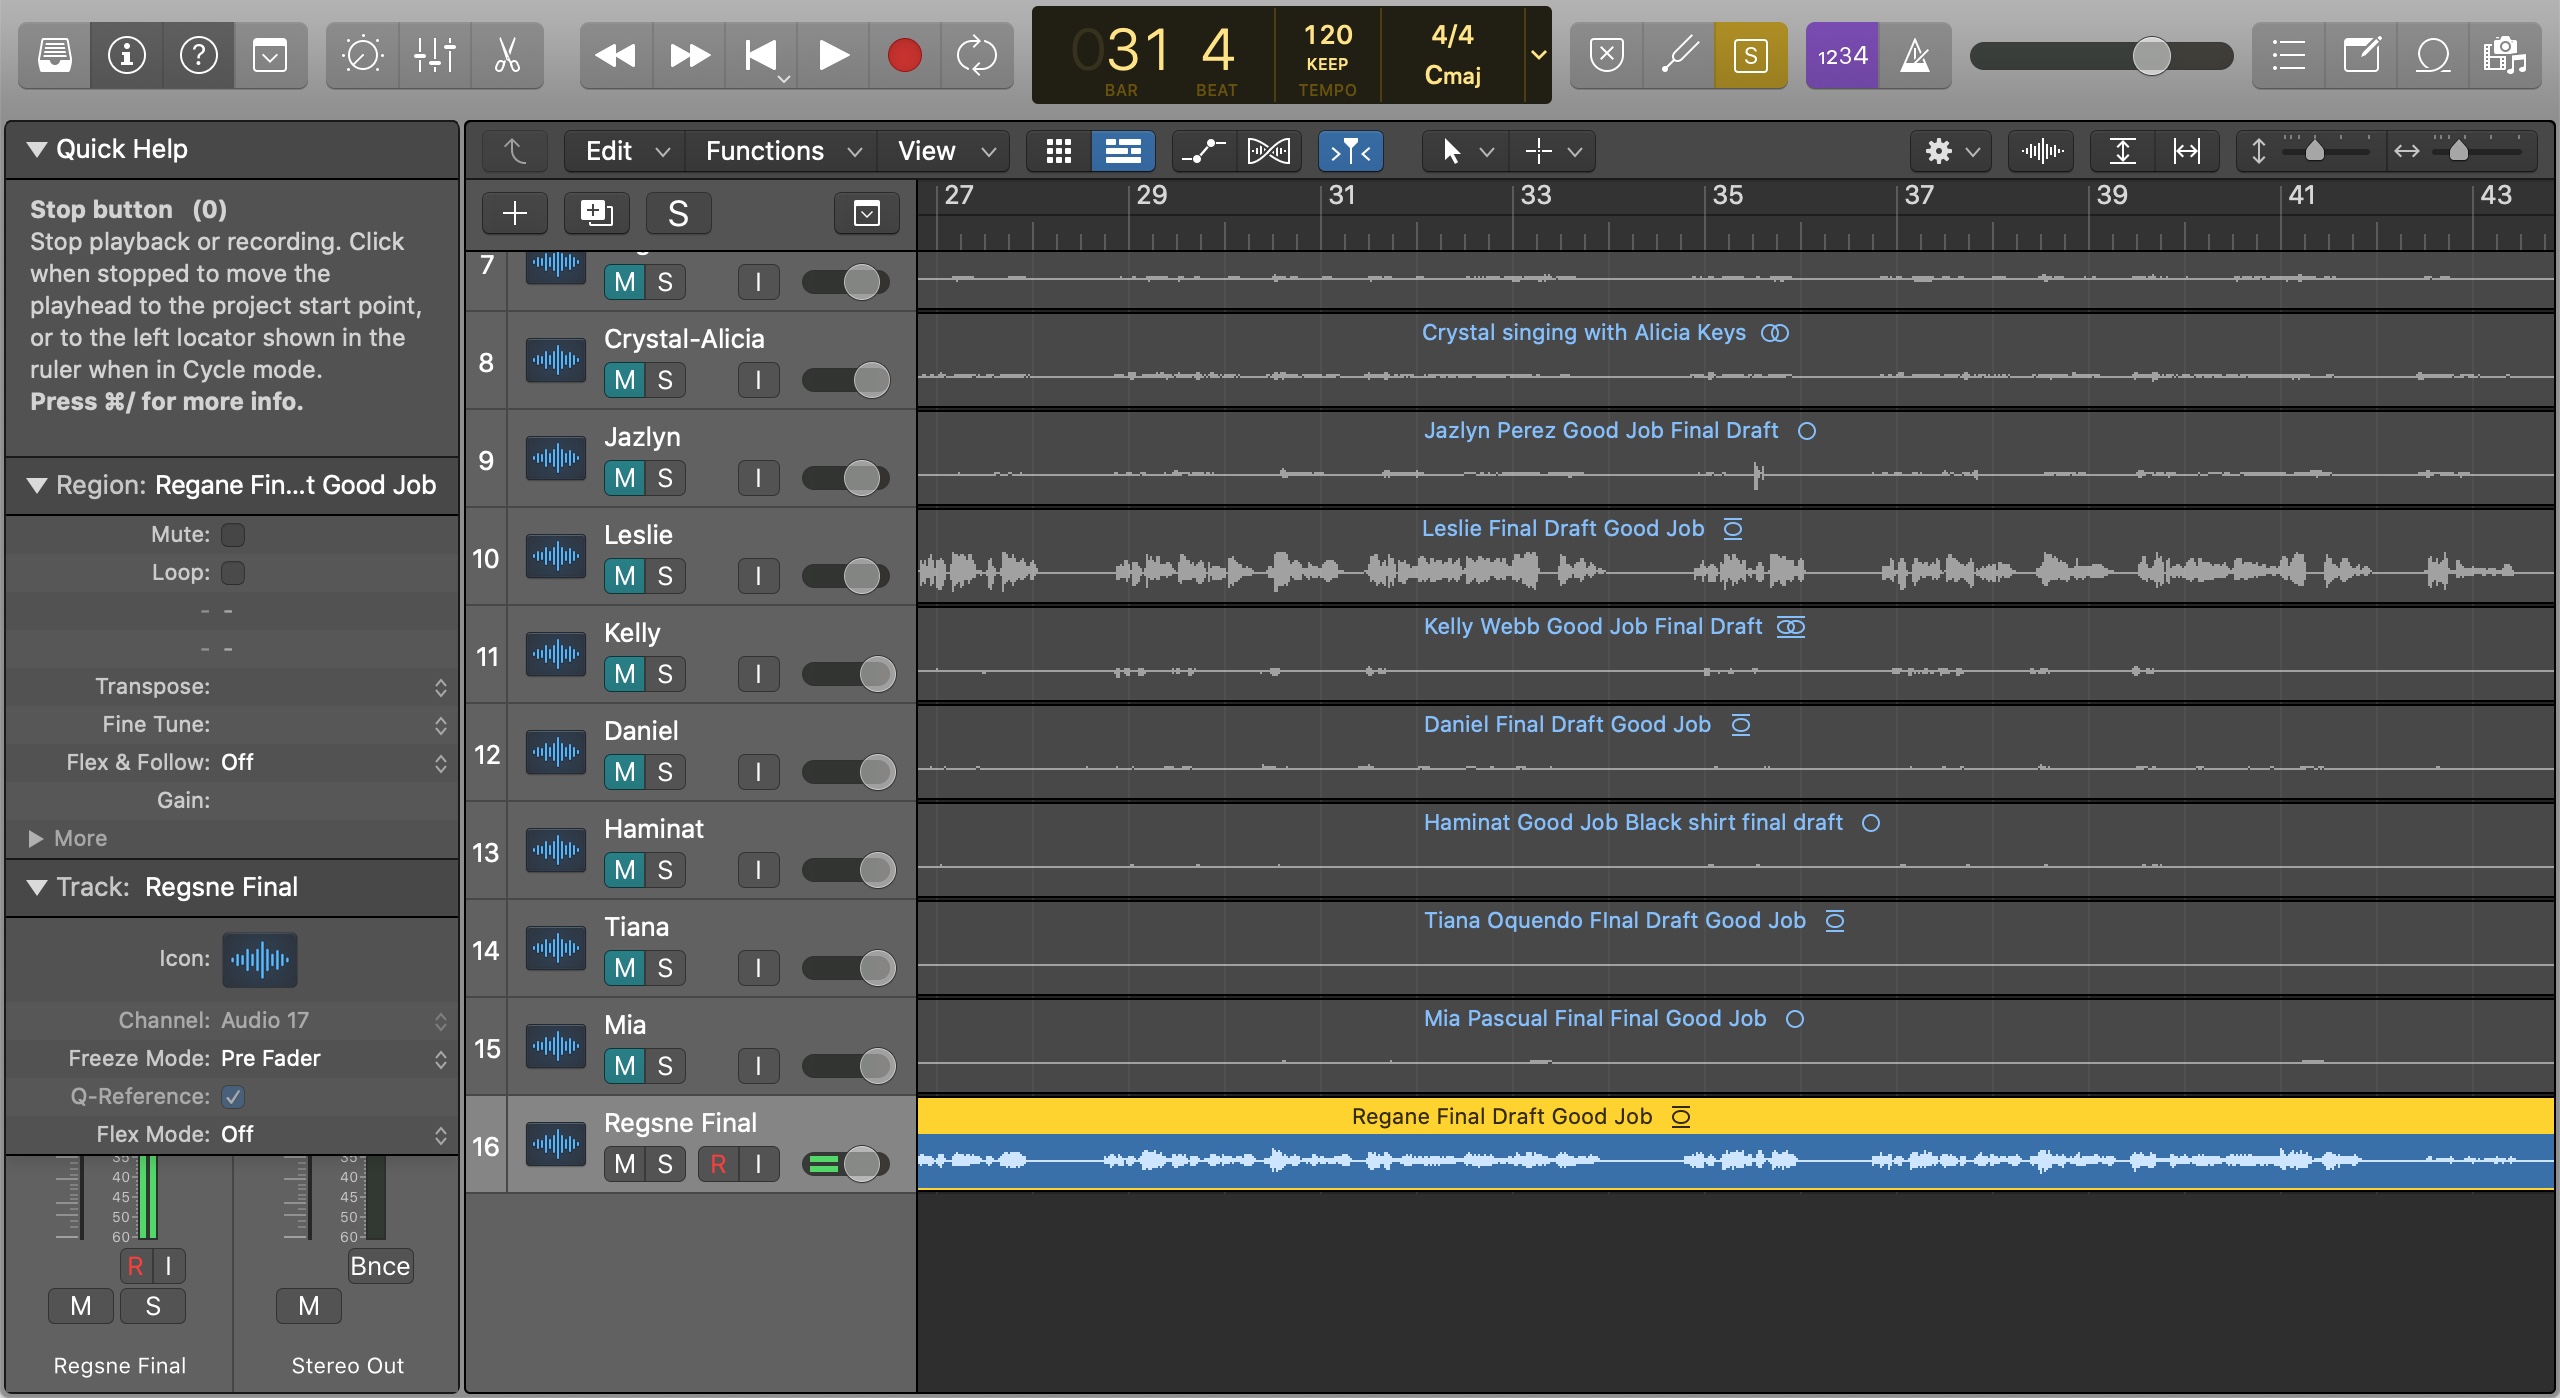 1234
031 4
BAR BEAT
120
KEEP
TEMPO
4/4
Cmaj
S
Quick Help
Stop button (0)
Stop playback or recording. Click
when stopped to move the
playhead to the project start point,
or to the left locator shown in the
ruler when in Cycle mode.
Press ⌘/ for more info.
Region: Regane Fin...t Good Job
Mute:
Loop:
- -
- -
Transpose:
Fine Tune:
Flex & Follow: Off
Gain:
More
Track: Regsne Final
Icon:
Channel: Audio 17
Freeze Mode: Pre Fader
Q-Reference:
Flex Mode: Off
35
40
45
50
60
R I
M S
Regsne Final
35
40
45
50
60
Bnce
M
Stereo Out
Edit Functions View
S
27 29 31 33 35 37 39 41 43
7 M S I
8 Crystal-Alicia
M S I
Crystal singing with Alicia Keys
9 Jazlyn
M S I
Jazlyn Perez Good Job Final Draft
10 Leslie
M S I
Leslie Final Draft Good Job
11 Kelly
M S I
Kelly Webb Good Job Final Draft
12 Daniel
M S I
Daniel Final Draft Good Job
13 Haminat
M S I
Haminat Good Job Black shirt final draft
14 Tiana
M S I
Tiana Oquendo FInal Draft Good Job
15 Mia
M S I
Mia Pascual Final Final Good Job
16 Regsne Final
M S R I
Regane Final Draft Good Job